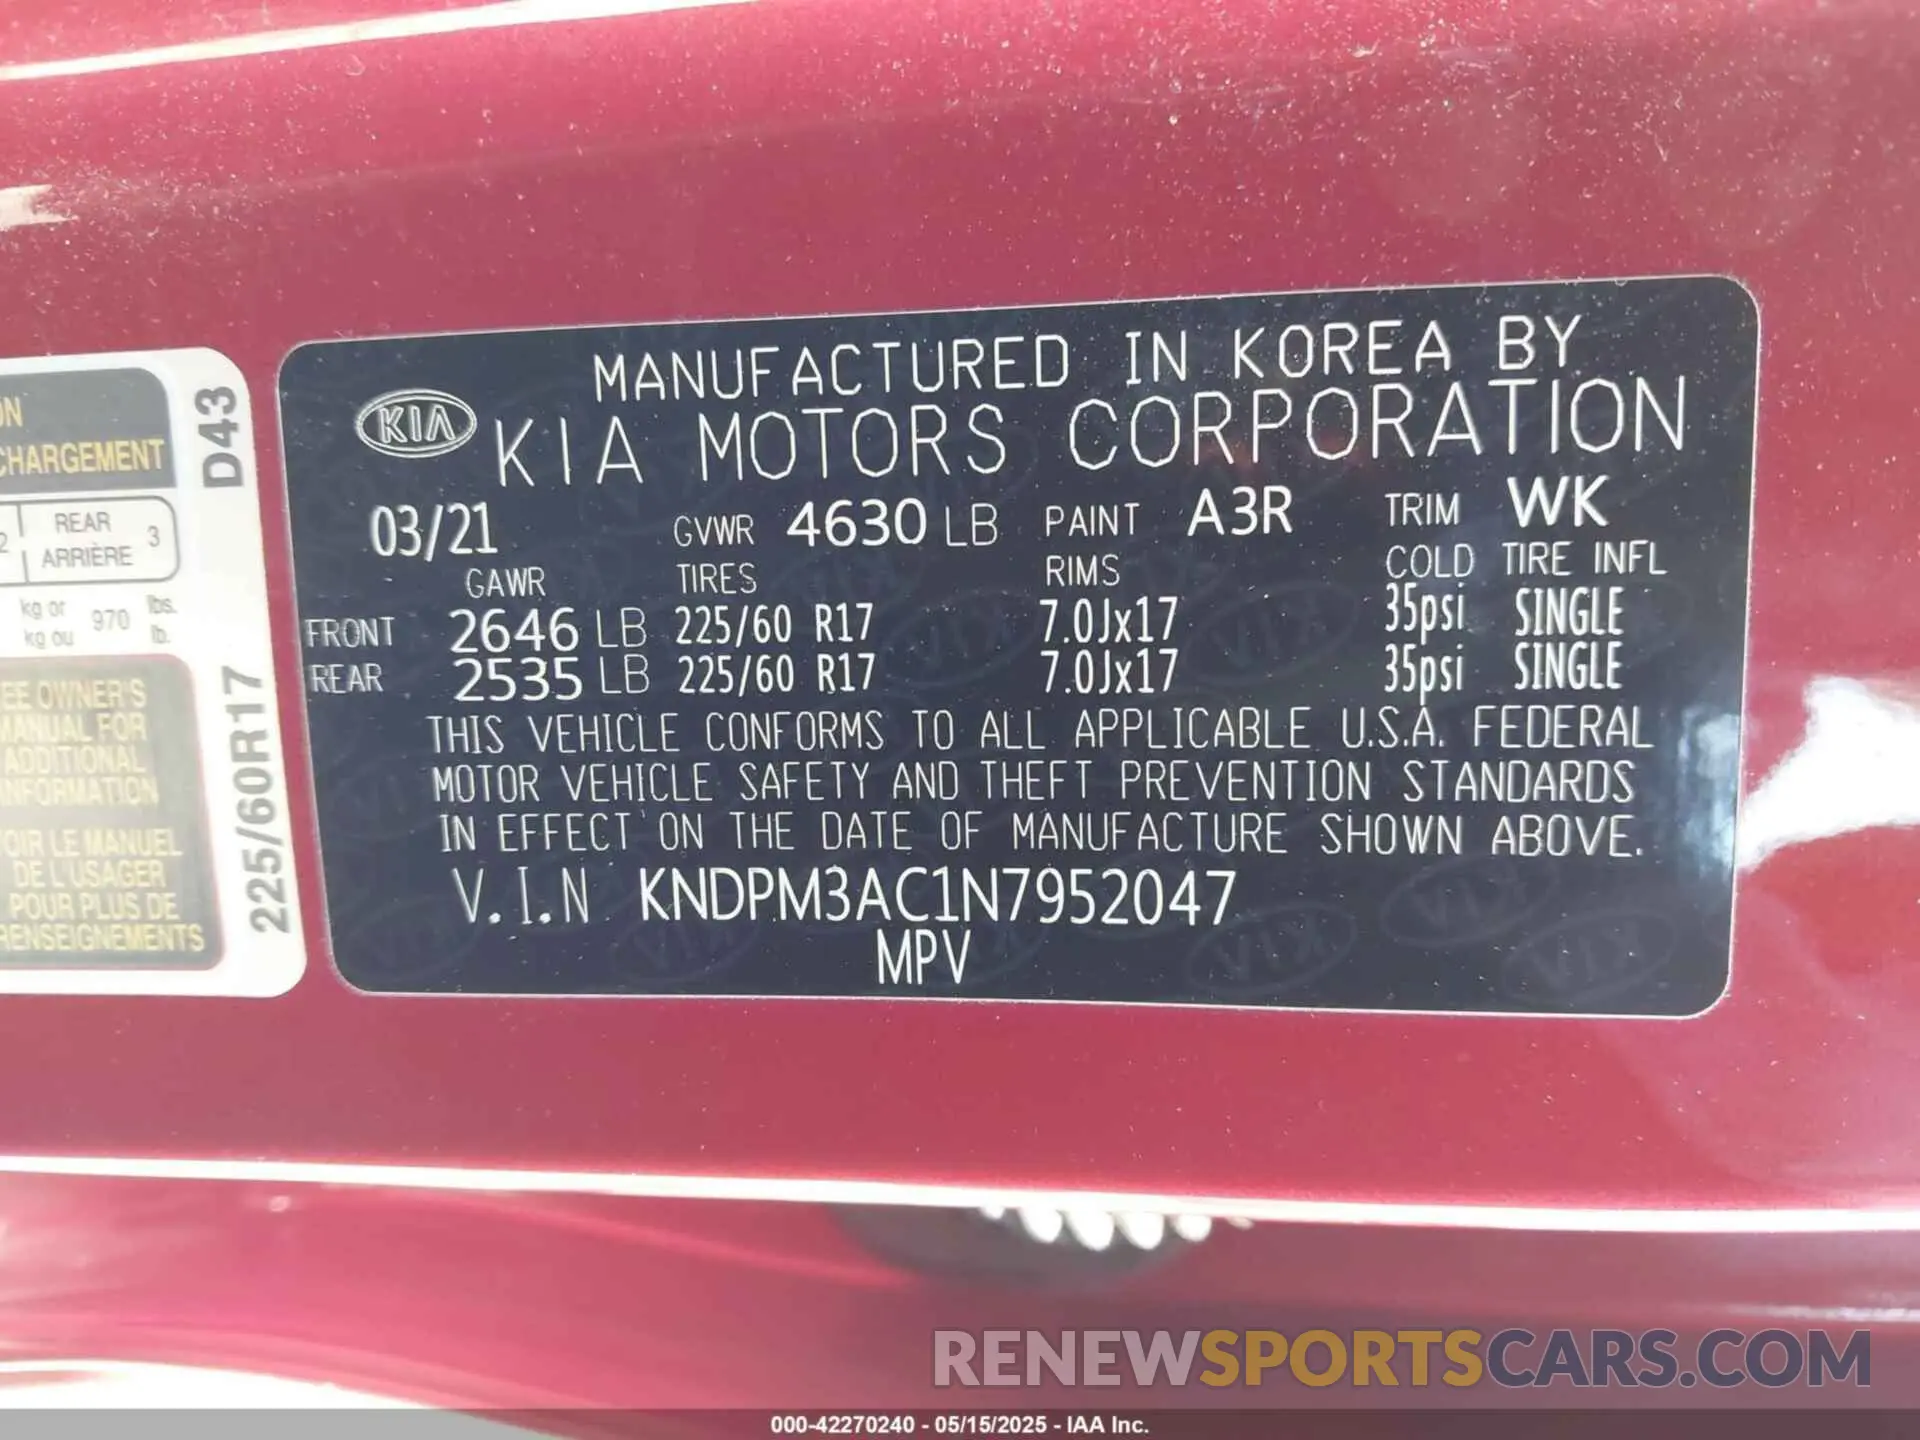 MANUFACTURED IN KOREA BY
KIA
KIA MOTORS CORPORATION
03/21 GVWR 4630 LB PAINT A3R TRIM WK
GAWR TIRES RIMS COLD TIRE INFL
FRONT 2646 LB 225/60 R17 7.0Jx17 35psi SINGLE
REAR 2535 LB 225/60 R17 7.0Jx17 35psi SINGLE
THIS VEHICLE CONFORMS TO ALL APPLICABLE U.S.A. FEDERAL
MOTOR VEHICLE SAFETY AND THEFT PREVENTION STANDARDS
IN EFFECT ON THE DATE OF MANUFACTURE SHOWN ABOVE.
V.I.N KNDPM3AC1N7952047
MPV
CHARGEMENT
D43
2 REAR 3
ARRIÈRE
kg or 970 lbs.
kg ou lb.
225/60R17
OWNER'S
MANUAL FOR
ADDITIONAL
INFORMATION
LE MANUEL
DE L'USAGER
POUR PLUS DE
RENSEIGNEMENTS
RENEWSPORTSCARS.COM
000-42270240 - 05/15/2025 - IAA Inc.